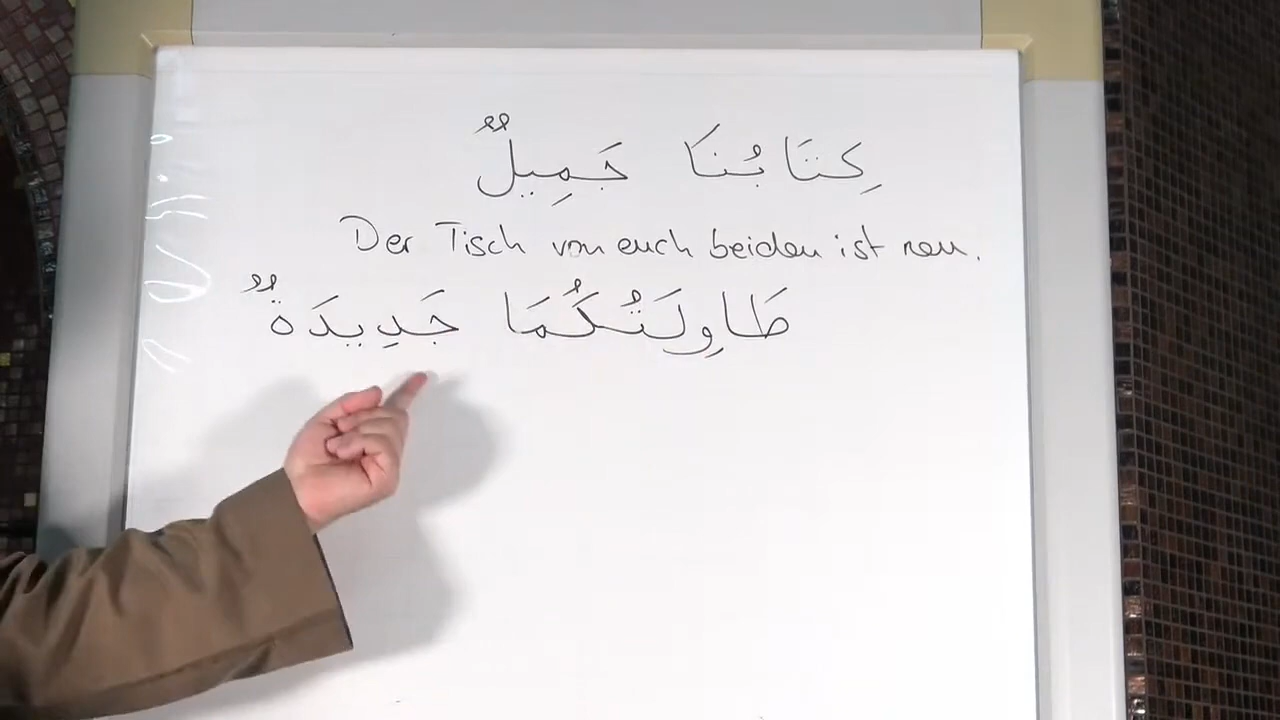 كِتَابُنَا جَمِيلٌ
Der Tisch von euch beiden ist neu.
طَاوِلَتُكُمَا جَدِيدَةٌ